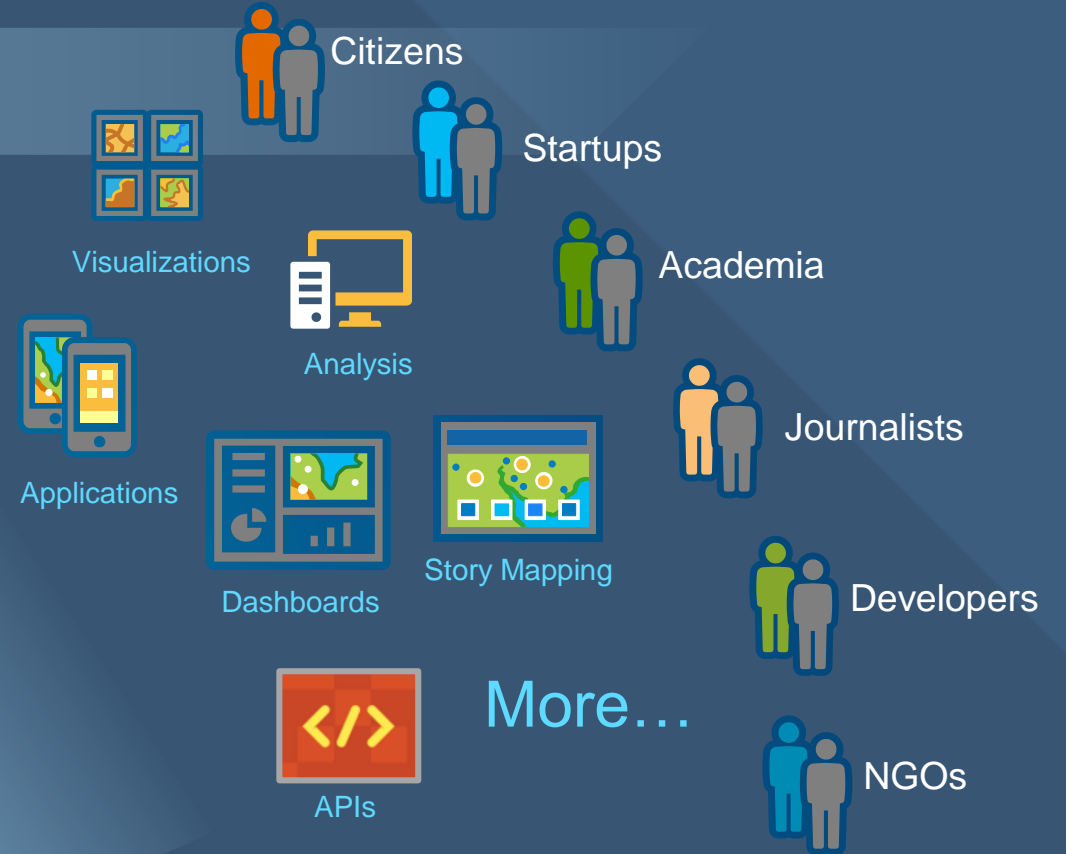 Citizens
Startups
Visualizations
Academia
Analysis
Journalists
Applications
Story Mapping
Dashboards
Developers
More…
NGOs
APIs